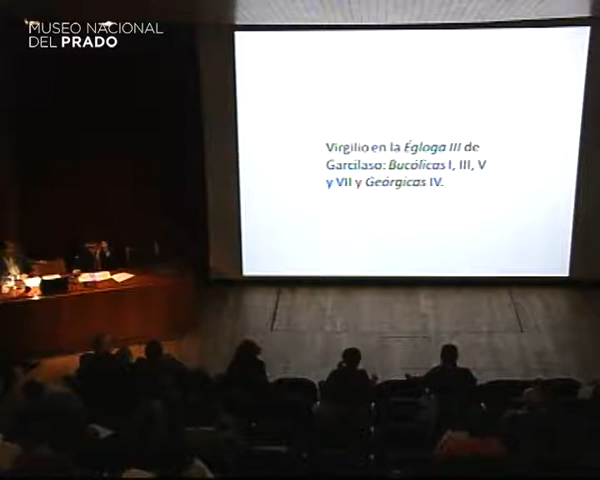 MUSEO NACIONAL
DEL PRADO
Virgilio en la Égloga III de
Garcilaso: Bucólicas I, III, V
y VII y Geórgicas IV.